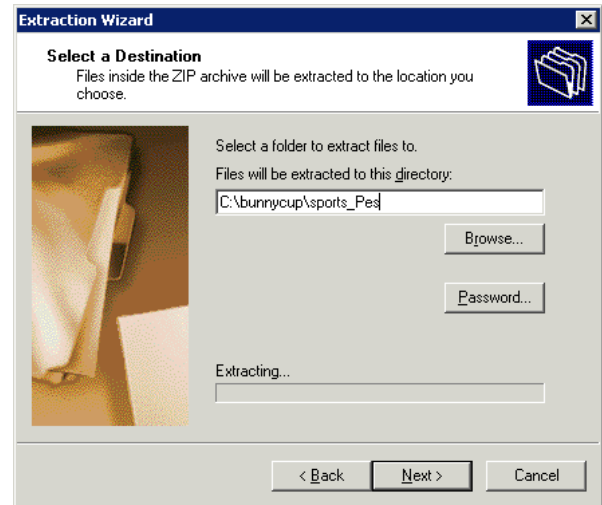 Extraction Wizard
Select a Destination
Files inside the ZIP archive will be extracted to the location you
choose.
Select a folder to extract files to.
Files will be extracted to this directory:
C:\bunnycup\sports_Pes
Browse...
Password...
Extracting...
< Back
Next >
Cancel